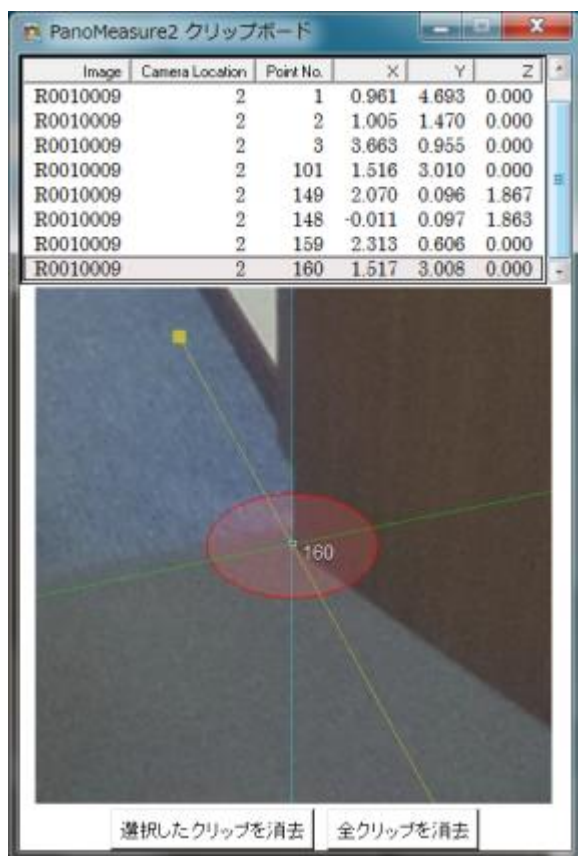 PanoMeasure2 クリップボード
Image Camera Location Point No. X Y Z
R0010009 2 1 0.961 4.693 0.000
R0010009 2 2 1.005 1.470 0.000
R0010009 2 3 3.663 0.955 0.000
R0010009 2 101 1.516 3.010 0.000
R0010009 2 149 2.070 0.096 1.867
R0010009 2 148 -0.011 0.097 1.863
R0010009 2 159 2.313 0.606 0.000
R0010009 2 160 1.517 3.008 0.000
160
選択したクリップを消去 全クリップを消去